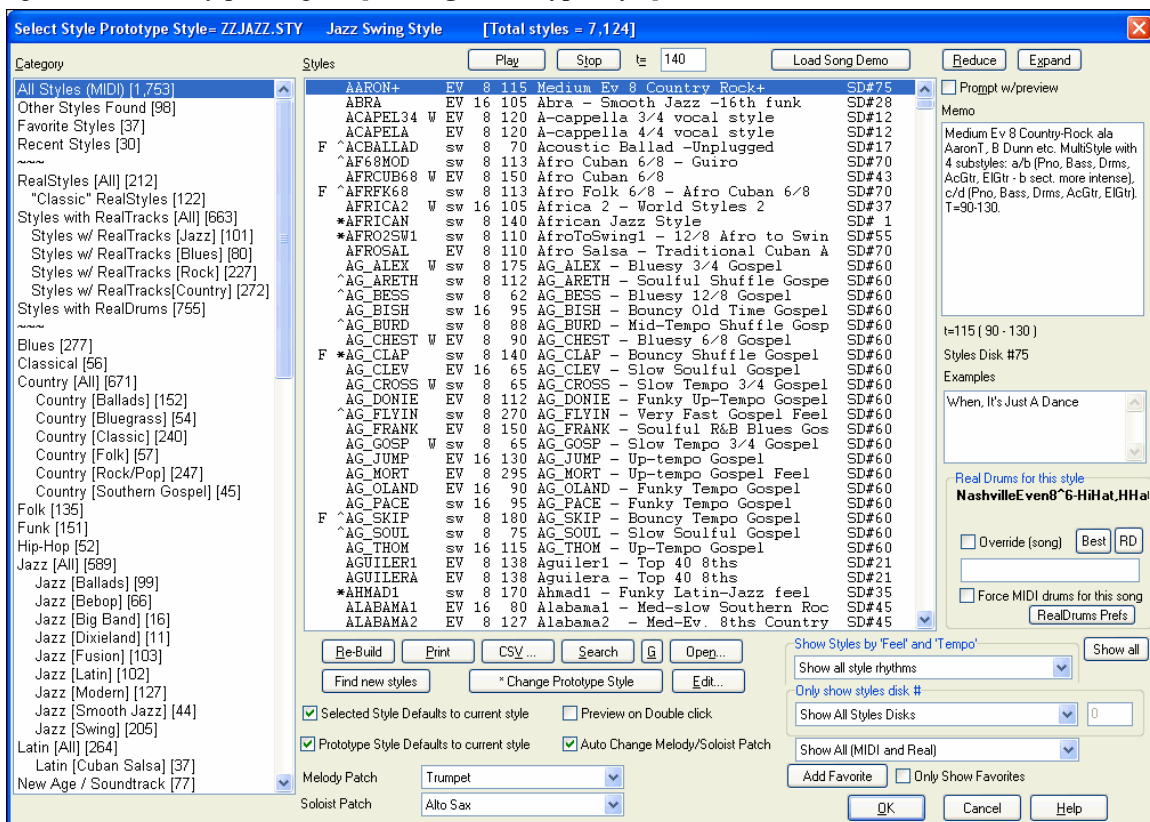 Select Style Prototype Style= ZZJAZZ.STY Jazz Swing Style [Total styles = 7,124]
Category
All Styles (MIDI) [1,753]
Other Styles Found [98]
Favorite Styles [37]
Recent Styles [30]
~~~
RealStyles [All] [212]
"Classic" RealStyles [122]
Styles with RealTracks [All] [663]
Styles w/ RealTracks [Jazz] [101]
Styles w/ RealTracks [Blues] [80]
Styles w/ RealTracks [Rock] [227]
Styles w/ RealTracks[Country] [272]
Styles with RealDrums [755]
~~~
Blues [277]
Classical [56]
Country [All] [671]
Country [Ballads] [152]
Country [Bluegrass] [54]
Country [Classic] [240]
Country [Folk] [57]
Country [Rock/Pop] [247]
Country [Southern Gospel] [45]
Folk [135]
Funk [151]
Hip-Hop [52]
Jazz [All] [589]
Jazz [Ballads] [99]
Jazz [Bebop] [66]
Jazz [Big Band] [16]
Jazz [Dixieland] [11]
Jazz [Fusion] [103]
Jazz [Latin] [102]
Jazz [Modern] [127]
Jazz [Smooth Jazz] [44]
Jazz [Swing] [205]
Latin [All] [264]
Latin [Cuban Salsa] [37]
New Age / Soundtrack [77]
Styles Play Stop t= 140 Load Song Demo
AARON+ EV 8 115 Medium Ev 8 Country Rock+ SD#75
ABRA EV 16 105 Abra - Smooth Jazz -16th funk SD#28
ACAPEL34 W EV 8 120 A-cappella 3/4 vocal style SD#12
ACAPELA EV 8 120 A-cappella 4/4 vocal style SD#12
F ^ACBALLAD sw 8 70 Acoustic Ballad -Unplugged SD#17
^AF68MOD sw 8 113 Afro Cuban 6/8 - Guiro SD#70
AFRCUB68 W EV 8 150 Afro Cuban 6/8 SD#43
F ^AFRFK68 sw 8 113 Afro Folk 6/8 - Afro Cuban 6/8 SD#70
AFRICA2 W sw 16 105 Africa 2 - World Styles 2 SD#37
*AFRICAN sw 8 140 African Jazz Style SD# 1
*AFRO2SW1 sw 8 110 AfroToSwing1 - 12/8 Afro to Swin SD#55
AFROSAL EV 8 110 Afro Salsa - Traditional Cuban A SD#70
AG_ALEX W sw 8 175 AG_ALEX - Bluesy 3/4 Gospel SD#60
^AG_ARETH sw 8 112 AG_ARETH - Soulful Shuffle Gospe SD#60
^AG_BESS sw 8 62 AG_BESS - Bluesy 12/8 Gospel SD#60
AG_BISH sw 16 95 AG_BISH - Bouncy Old Time Gospel SD#60
^AG_BURD sw 8 88 AG_BURD - Mid-Tempo Shuffle Gosp SD#60
AG_CHEST W EV 8 90 AG_CHEST - Bluesy 6/8 Gospel SD#60
F *AG_CLAP sw 8 140 AG_CLAP - Bouncy Shuffle Gospel SD#60
AG_CLEV EV 16 65 AG_CLEV - Slow Soulful Gospel SD#60
AG_CROSS W sw 8 65 AG_CROSS - Slow Tempo 3/4 Gospel SD#60
AG_DONIE EV 8 112 AG_DONIE - Funky Up-Tempo Gospel SD#60
^AG_FLYIN sw 8 270 AG_FLYIN - Very Fast Gospel Feel SD#60
AG_FRANK EV 8 150 AG_FRANK - Soulful R&B Blues Gos SD#60
AG_GOSP W sw 8 65 AG_GOSP - Slow Tempo 3/4 Gospel SD#60
AG_JUMP EV 16 130 AG_JUMP - Up-tempo Gospel SD#60
AG_MORT EV 8 295 AG_MORT - Up-tempo Gospel Feel SD#60
AG_OLAND EV 16 90 AG_OLAND - Funky Tempo Gospel SD#60
AG_PACE sw 16 95 AG_PACE - Funky Tempo Gospel SD#60
F ^AG_SKIP sw 8 180 AG_SKIP - Bouncy Tempo Gospel SD#60
^AG_SOUL sw 8 75 AG_SOUL - Slow Soulful Gospel SD#60
AG_THOM sw 16 115 AG_THOM - Up-Tempo Gospel SD#60
AGUILER1 EV 8 138 Aguiler1 - Top 40 8ths SD#21
AGUILERA EV 8 138 Aguilera - Top 40 8ths SD#21
*AHMAD1 sw 8 170 Ahmad1 - Funky Latin-Jazz feel SD#35
ALABAMA1 EV 16 80 Alabama1 - Med-slow Southern Roc SD#45
ALABAMA2 EV 8 127 Alabama2 - Med-Ev. 8ths Country SD#45
Re-Build Print CSV ... Search G Open...
Find new styles * Change Prototype Style Edit...
Selected Style Defaults to current style Preview on Double click
Prototype Style Defaults to current style Auto Change Melody/Soloist Patch
Melody Patch Trumpet
Soloist Patch Alto Sax
Reduce Expand
Prompt w/preview
Memo
Medium Ev 8 Country-Rock ala
AaronT, B Dunn etc. MultiStyle with
4 substyles: a/b (Pno, Bass, Drms,
AcGtr, ElGtr - b sect. more intense),
c/d (Pno, Bass, Drms, AcGtr, ElGtr).
T=90-130.
t=115 ( 90 - 130 )
Styles Disk #75
Examples
When, It's Just A Dance
Real Drums for this style
NashvilleEven8^6-HiHat,HHa
Override (song) Best RD
Force MIDI drums for this song
RealDrums Prefs
Show Styles by 'Feel' and 'Tempo' Show all
Show all style rhythms
Only show styles disk #
Show All Styles Disks 0
Show All (MIDI and Real)
Add Favorite Only Show Favorites
OK Cancel Help